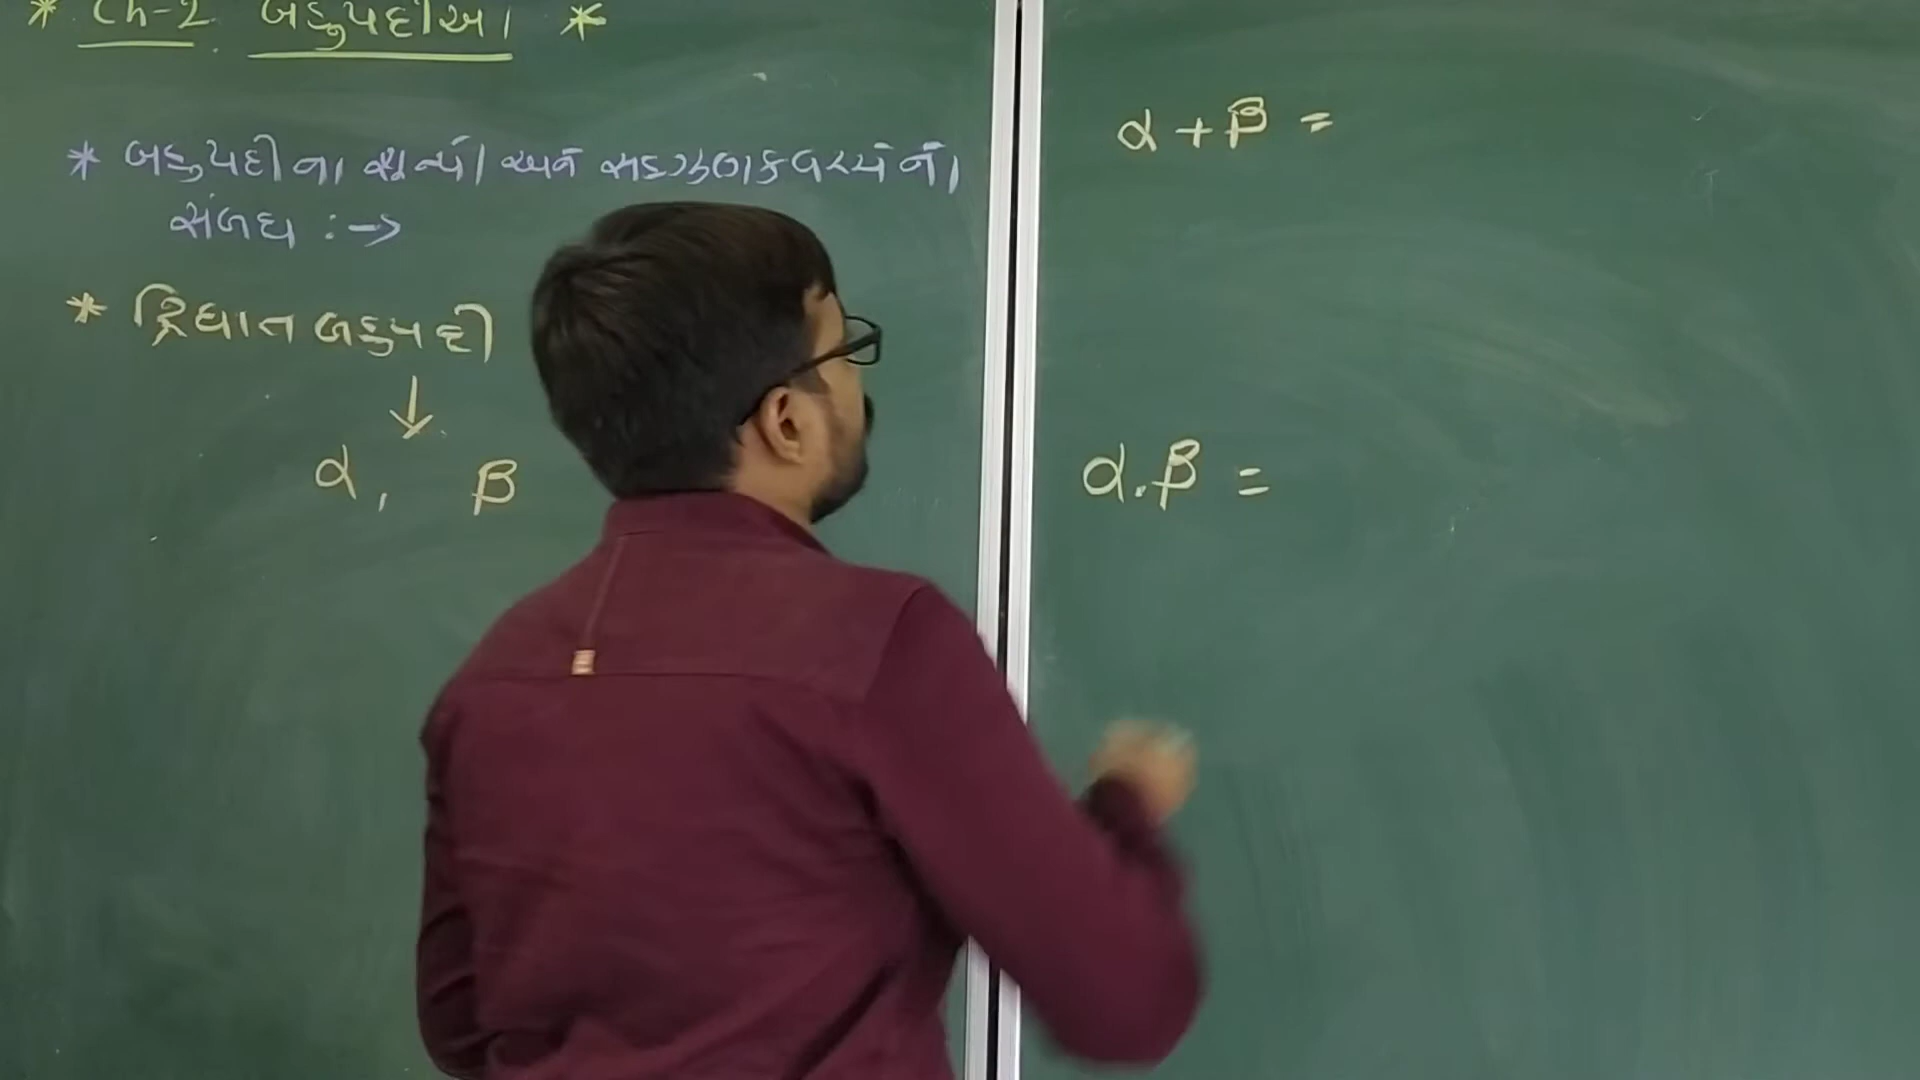 * Ch-2. બહુપદીઓ *
* બહુપદીના શૂન્યો અને સહગુણક વચ્ચેનો
સંબંધ :→
* દ્વિઘાત બહુપદી
↓
α, β
α + β =
α.β =